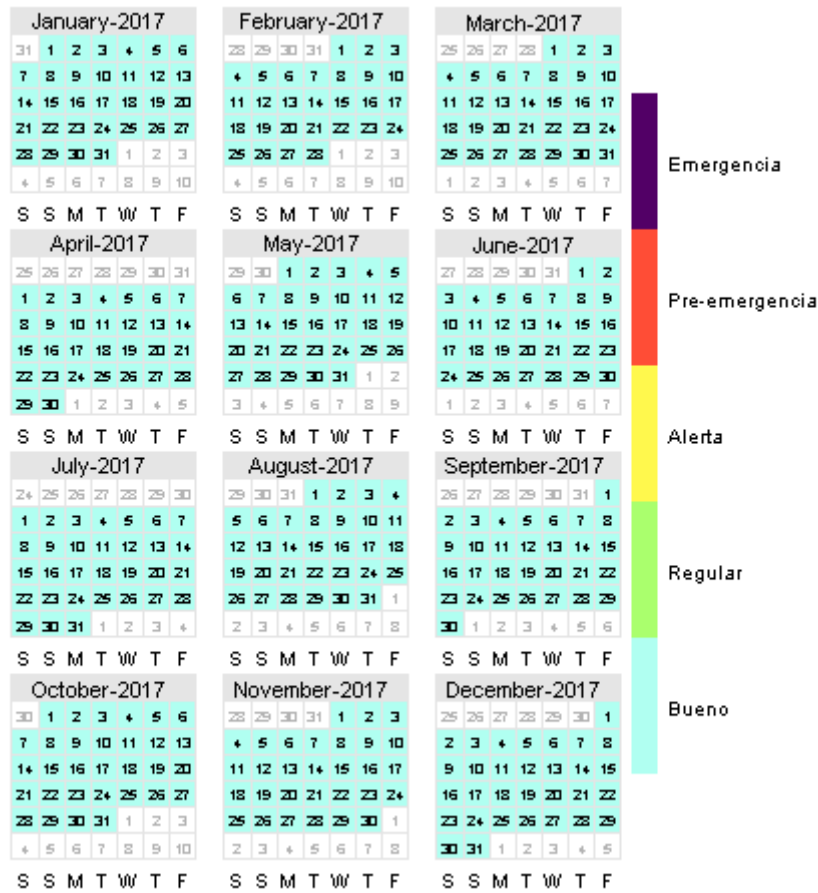 January-2017
31 1 2 3 4 5 6
7 8 9 10 11 12 13
14 15 16 17 18 19 20
21 22 23 24 25 26 27
28 29 30 31 1 2 3
4 5 6 7 8 9 10
S S M T W T F
February-2017
28 29 30 31 1 2 3
4 5 6 7 8 9 10
11 12 13 14 15 16 17
18 19 20 21 22 23 24
25 26 27 28 1 2 3
4 5 6 7 8 9 10
S S M T W T F
March-2017
25 26 27 28 1 2 3
4 5 6 7 8 9 10
11 12 13 14 15 16 17
18 19 20 21 22 23 24
25 26 27 28 29 30 31
1 2 3 4 5 6 7
S S M T W T F
April-2017
25 26 27 28 29 30 31
1 2 3 4 5 6 7
8 9 10 11 12 13 14
15 16 17 18 19 20 21
22 23 24 25 26 27 28
29 30 1 2 3 4 5
S S M T W T F
May-2017
29 30 1 2 3 4 5
6 7 8 9 10 11 12
13 14 15 16 17 18 19
20 21 22 23 24 25 26
27 28 29 30 31 1 2
3 4 5 6 7 8 9
S S M T W T F
June-2017
27 28 29 30 31 1 2
3 4 5 6 7 8 9
10 11 12 13 14 15 16
17 18 19 20 21 22 23
24 25 26 27 28 29 30
1 2 3 4 5 6 7
S S M T W T F
July-2017
24 25 26 27 28 29 30
1 2 3 4 5 6 7
8 9 10 11 12 13 14
15 16 17 18 19 20 21
22 23 24 25 26 27 28
29 30 31 1 2 3 4
S S M T W T F
August-2017
29 30 31 1 2 3 4
5 6 7 8 9 10 11
12 13 14 15 16 17 18
19 20 21 22 23 24 25
26 27 28 29 30 31 1
2 3 4 5 6 7 8
S S M T W T F
September-2017
26 27 28 29 30 31 1
2 3 4 5 6 7 8
9 10 11 12 13 14 15
16 17 18 19 20 21 22
23 24 25 26 27 28 29
30 1 2 3 4 5 6
S S M T W T F
October-2017
30 1 2 3 4 5 6
7 8 9 10 11 12 13
14 15 16 17 18 19 20
21 22 23 24 25 26 27
28 29 30 31 1 2 3
4 5 6 7 8 9 10
S S M T W T F
November-2017
28 29 30 31 1 2 3
4 5 6 7 8 9 10
11 12 13 14 15 16 17
18 19 20 21 22 23 24
25 26 27 28 29 30 1
2 3 4 5 6 7 8
S S M T W T F
December-2017
25 26 27 28 29 30 1
2 3 4 5 6 7 8
9 10 11 12 13 14 15
16 17 18 19 20 21 22
23 24 25 26 27 28 29
30 31 1 2 3 4 5
S S M T W T F
Emergencia
Pre-emergencia
Alerta
Regular
Bueno